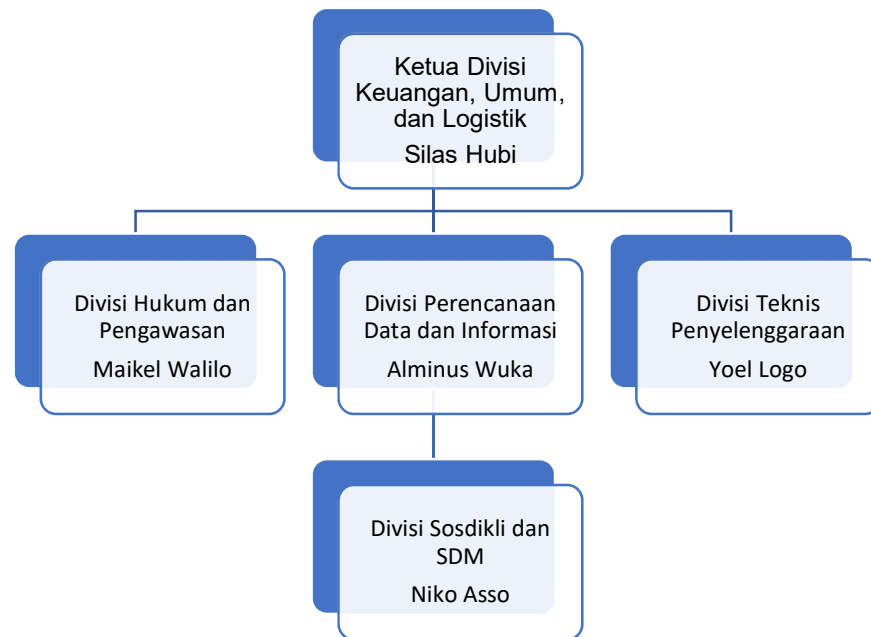 Ketua Divisi
Keuangan, Umum,
dan Logistik
Silas Hubi
Divisi Hukum dan
Pengawasan
Maikel Walilo
Divisi Perencanaan
Data dan Informasi
Alminus Wuka
Divisi Teknis
Penyelenggaraan
Yoel Logo
Divisi Sosdikli dan
SDM
Niko Asso